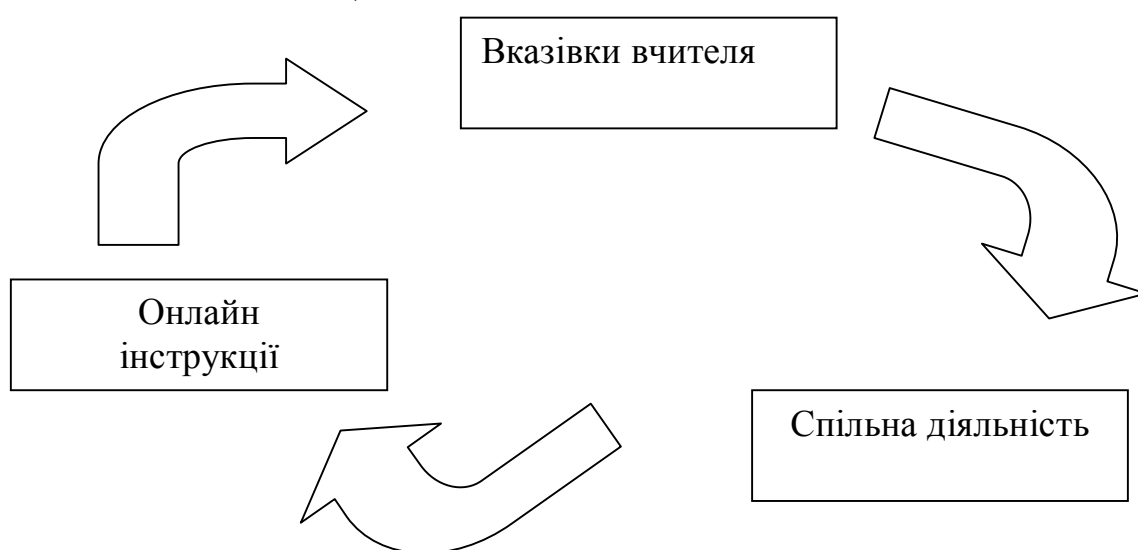 Вказівки вчителя
Онлайн
інструкції
Спільна діяльність